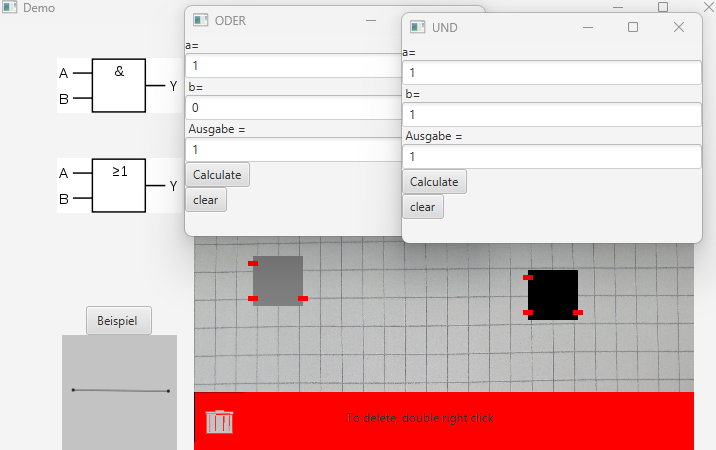 Demo
A
&
B
Y
A
≥1
B
Y
Beispiel
ODER
a=
1
b=
0
Ausgabe =
1
Calculate
clear
UND
a=
1
b=
1
Ausgabe =
1
Calculate
clear
To delete, double right click